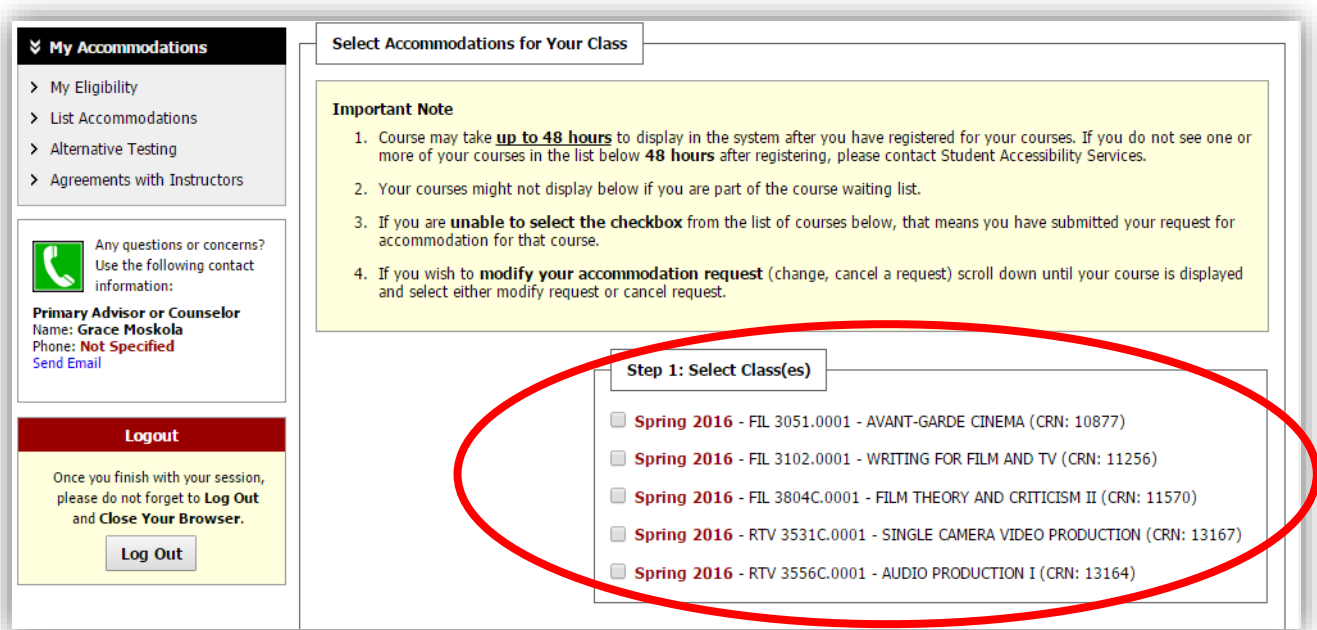 My Accommodations
My Eligibility
List Accommodations
Alternative Testing
Agreements with Instructors
Any questions or concerns?
Use the following contact
information:
Primary Advisor or Counselor
Name: Grace Moskola
Phone: Not Specified
Send Email
Logout
Once you finish with your session,
please do not forget to Log Out
and Close Your Browser.
Log Out
Select Accommodations for Your Class
Important Note
1. Course may take up to 48 hours to display in the system after you have registered for your courses. If you do not see one or
more of your courses in the list below 48 hours after registering, please contact Student Accessibility Services.
2. Your courses might not display below if you are part of the course waiting list.
3. If you are unable to select the checkbox from the list of courses below, that means you have submitted your request for
accommodation for that course.
4. If you wish to modify your accommodation request (change, cancel a request) scroll down until your course is displayed
and select either modify request or cancel request.
Step 1: Select Class(es)
Spring 2016 - FIL 3051.0001 - AVANT-GARDE CINEMA (CRN: 10877)
Spring 2016 - FIL 3102.0001 - WRITING FOR FILM AND TV (CRN: 11256)
Spring 2016 - FIL 3804C.0001 - FILM THEORY AND CRITICISM II (CRN: 11570)
Spring 2016 - RTV 3531C.0001 - SINGLE CAMERA VIDEO PRODUCTION (CRN: 13167)
Spring 2016 - RTV 3556C.0001 - AUDIO PRODUCTION I (CRN: 13164)